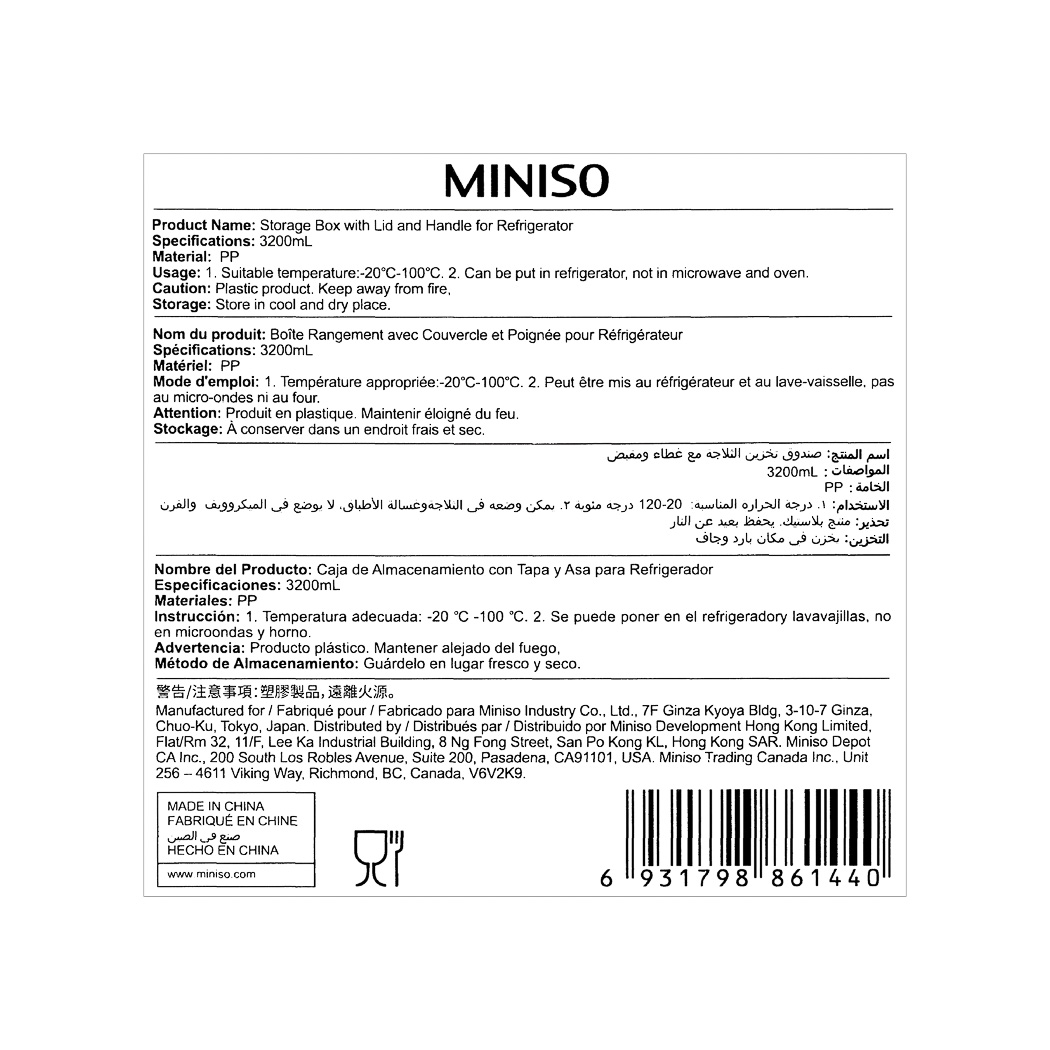 MINISO
Product Name: Storage Box with Lid and Handle for Refrigerator
Specifications: 3200mL
Material: PP
Usage: 1. Suitable temperature:-20°C-100°C. 2. Can be put in refrigerator, not in microwave and oven.
Caution: Plastic product. Keep away from fire,
Storage: Store in cool and dry place.
Nom du produit: Boîte Rangement avec Couvercle et Poignée pour Réfrigérateur
Spécifications: 3200mL
Matériel: PP
Mode d'emploi: 1. Température appropriée:-20°C-100°C. 2. Peut être mis au réfrigérateur et au lave-vaisselle, pas
au micro-ondes ni au four.
Attention: Produit en plastique. Maintenir éloigné du feu.
Stockage: À conserver dans un endroit frais et sec.
اسم المنتج: صندوق تخزين الثلاجة مع غطاء ومقبض
المواصفات : 3200mL
الخامة : PP
الاستخدام: ١. درجة الحرارة المناسبة: 20-120 درجة مئوية ٢. يمكن وضعه في الثلاجةوغسالة الأطباق، لا يوضع في الميكروويف والفرن
تحذير: منتج بلاستيك. يحفظ بعيد عن النار
التخزين: يخزن في مكان بارد وجاف
Nombre del Producto: Caja de Almacenamiento con Tapa y Asa para Refrigerador
Especificaciones: 3200mL
Materiales: PP
Instrucción: 1. Temperatura adecuada: -20 °C -100 °C. 2. Se puede poner en el refrigeradory lavavajillas, no
en microondas y horno.
Advertencia: Producto plástico. Mantener alejado del fuego,
Método de Almacenamiento: Guárdelo en lugar fresco y seco.
警告/注意事項:塑膠製品,遠離火源。
Manufactured for / Fabriqué pour / Fabricado para Miniso Industry Co., Ltd., 7F Ginza Kyoya Bldg, 3-10-7 Ginza,
Chuo-Ku, Tokyo, Japan. Distributed by / Distribués par / Distribuido por Miniso Development Hong Kong Limited,
Flat/Rm 32, 11/F, Lee Ka Industrial Building, 8 Ng Fong Street, San Po Kong KL, Hong Kong SAR. Miniso Depot
CA Inc., 200 South Los Robles Avenue, Suite 200, Pasadena, CA91101, USA. Miniso Trading Canada Inc., Unit
256 – 4611 Viking Way, Richmond, BC, Canada, V6V2K9.
MADE IN CHINA
FABRIQUÉ EN CHINE
صنع في الصين
HECHO EN CHINA
www miniso.com
6 931798 861440